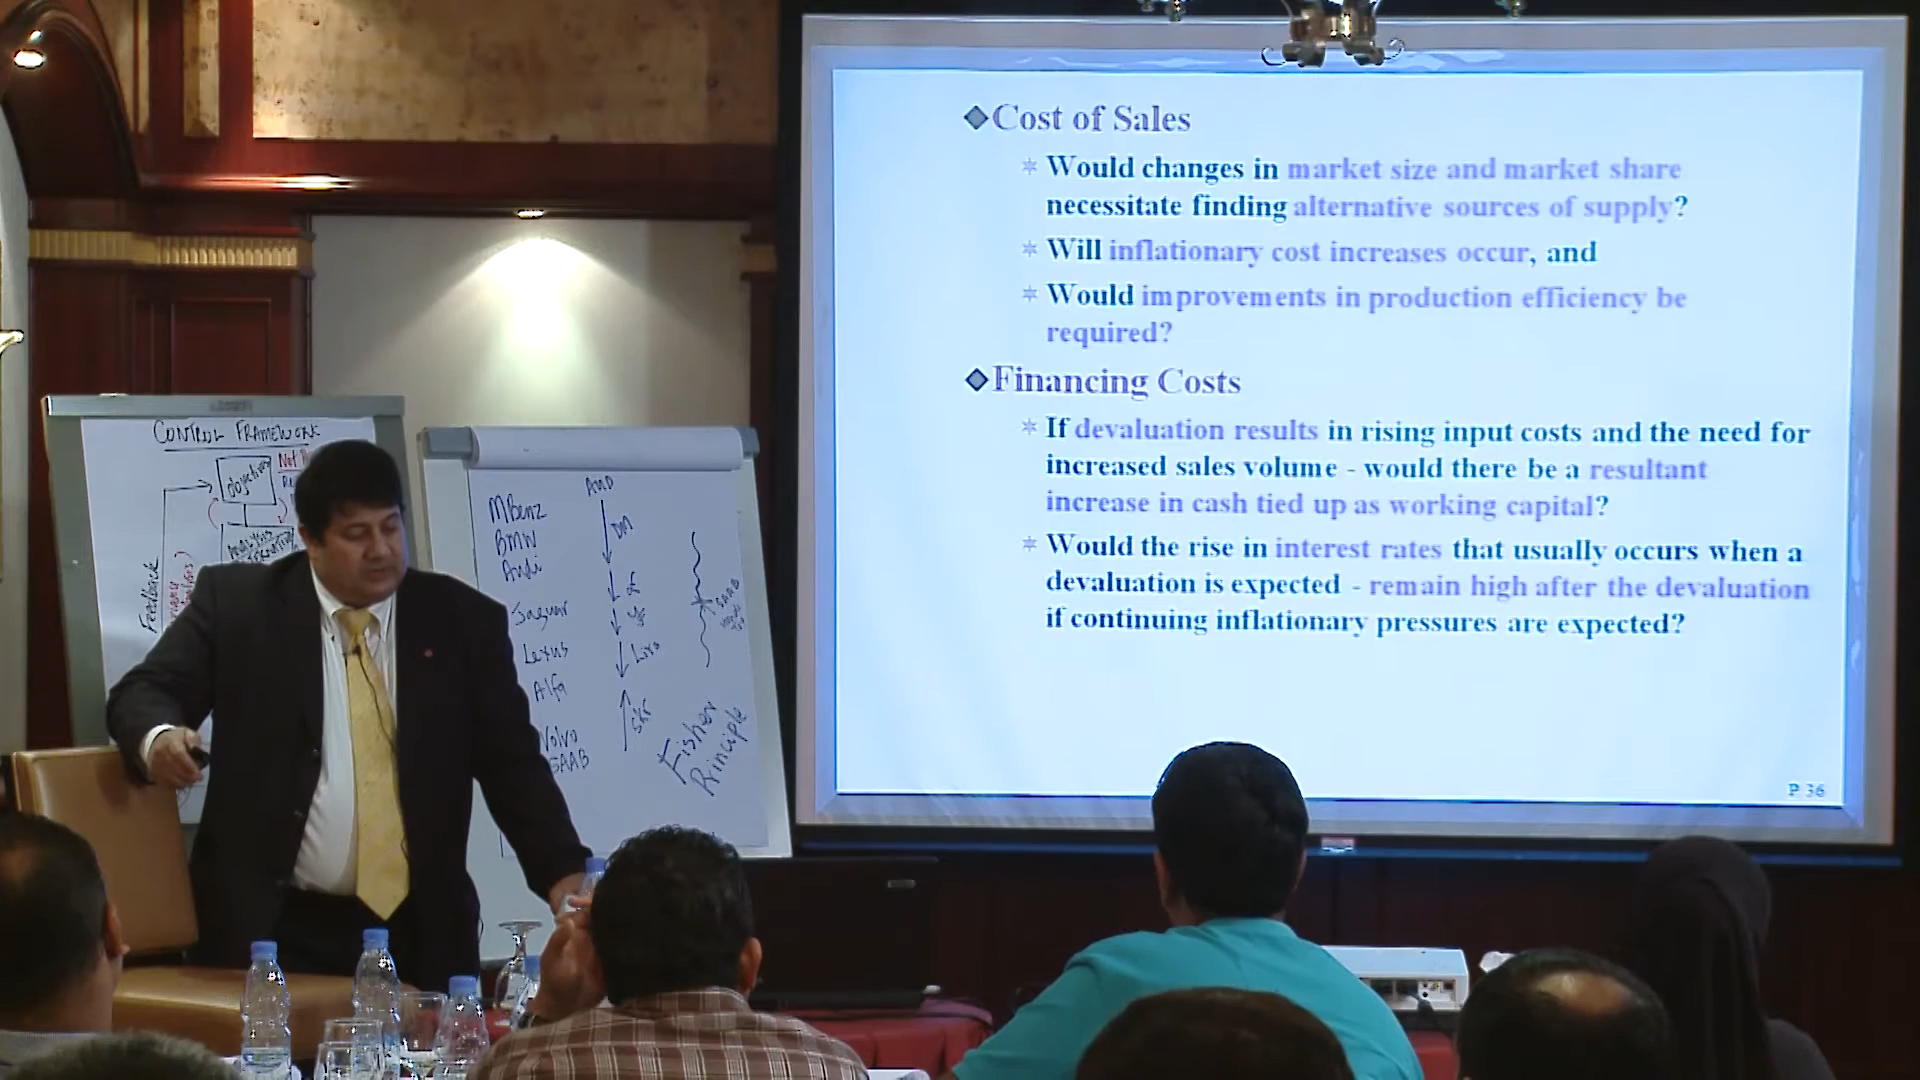 ◆Cost of Sales
* Would changes in market size and market share
necessitate finding alternative sources of supply?
* Will inflationary cost increases occur, and
* Would improvements in production efficiency be
required?
◆Financing Costs
* If devaluation results in rising input costs and the need for
increased sales volume - would there be a resultant
increase in cash tied up as working capital?
* Would the rise in interest rates that usually occurs when a
devaluation is expected - remain high after the devaluation
if continuing inflationary pressures are expected?
P 36
CONTROL FRAMEWORK
Objectives
Not
Feedback
MBenz
BMW
Audi
Jaguar
Lexus
Alfa
Volvo
SAAB
DM
£
Lira
SKr
SAAB
Fisher
Principle